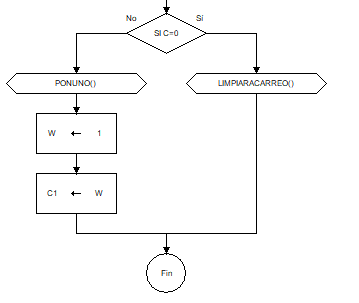 No
Si
SI C=0
PONUNO()
LIMPIARACARREO()
W ← 1
C1 ← W
Fin